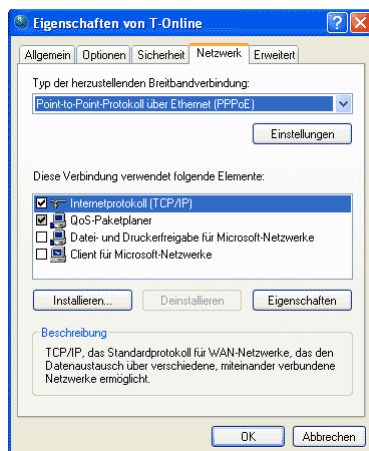 Eigenschaften von T-Online
Allgemein Optionen Sicherheit Netzwerk Erweitert
Typ der herzustellenden Breitbandverbindung:
Point-to-Point-Protokoll über Ethernet (PPPoE)
Einstellungen
Diese Verbindung verwendet folgende Elemente:
Internetprotokoll (TCP/IP)
QoS-Paketplaner
Datei- und Druckerfreigabe für Microsoft-Netzwerke
Client für Microsoft-Netzwerke
Installieren... Deinstallieren Eigenschaften
Beschreibung
TCP/IP, das Standardprotokoll für WAN-Netzwerke, das den
Datenaustausch über verschiedene, miteinander verbundene
Netzwerke ermöglicht.
OK Abbrechen